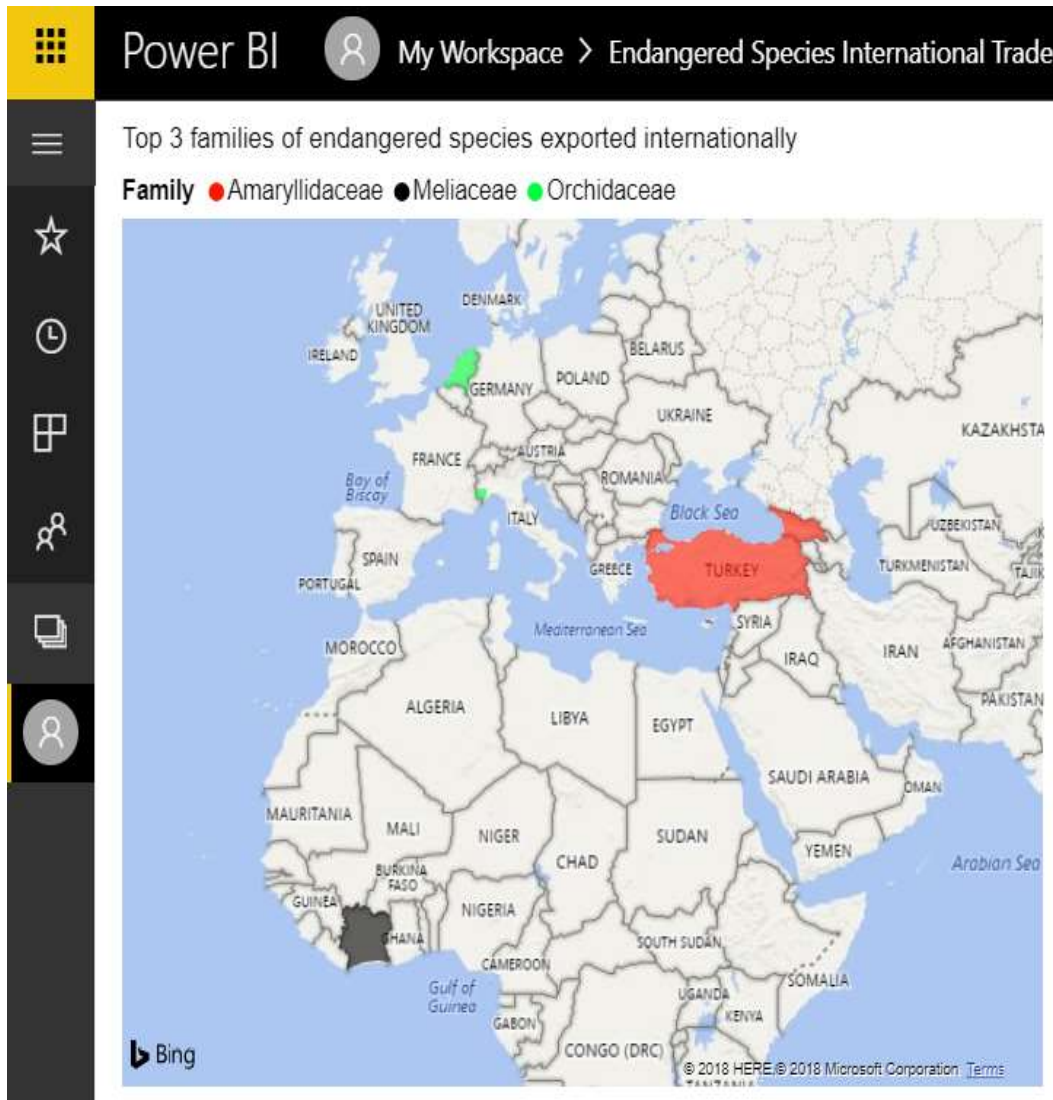 Power BI
My Workspace > Endangered Species International Trade
Top 3 families of endangered species exported internationally
Family Amaryllidaceae Meliaceae Orchidaceae
UNITED
KINGDOM
DENMARK
IRELAND
BELARUS
GERMANY
POLAND
UKRAINE
KAZAKHSTA
FRANCE
AUSTRIA
Bay of
Biscay
ROMANIA
ITALY
Black Sea
UZBEKISTAN
SPAIN
PORTUGAL
GREECE
TURKEY
TURKMENISTAN
TAJIK
Mediterranean Sea
SYRIA
MOROCCO
IRAQ
IRAN
AFGHANISTAN
PAKISTAN
ALGERIA
LIBYA
EGYPT
SAUDI ARABIA
OMAN
MAURITANIA
MALI
NIGER
SUDAN
CHAD
YEMEN
Arabian Sea
BURKINA
FASO
GUINEA
NIGERIA
GHANA
SOUTH SUDAN
CAMEROON
SOMALIA
Gulf of
Guinea
UGANDA
KENYA
GABON
CONGO (DRC)
Bing
© 2018 HERE,© 2018 Microsoft Corporation Terms
TANZANIA